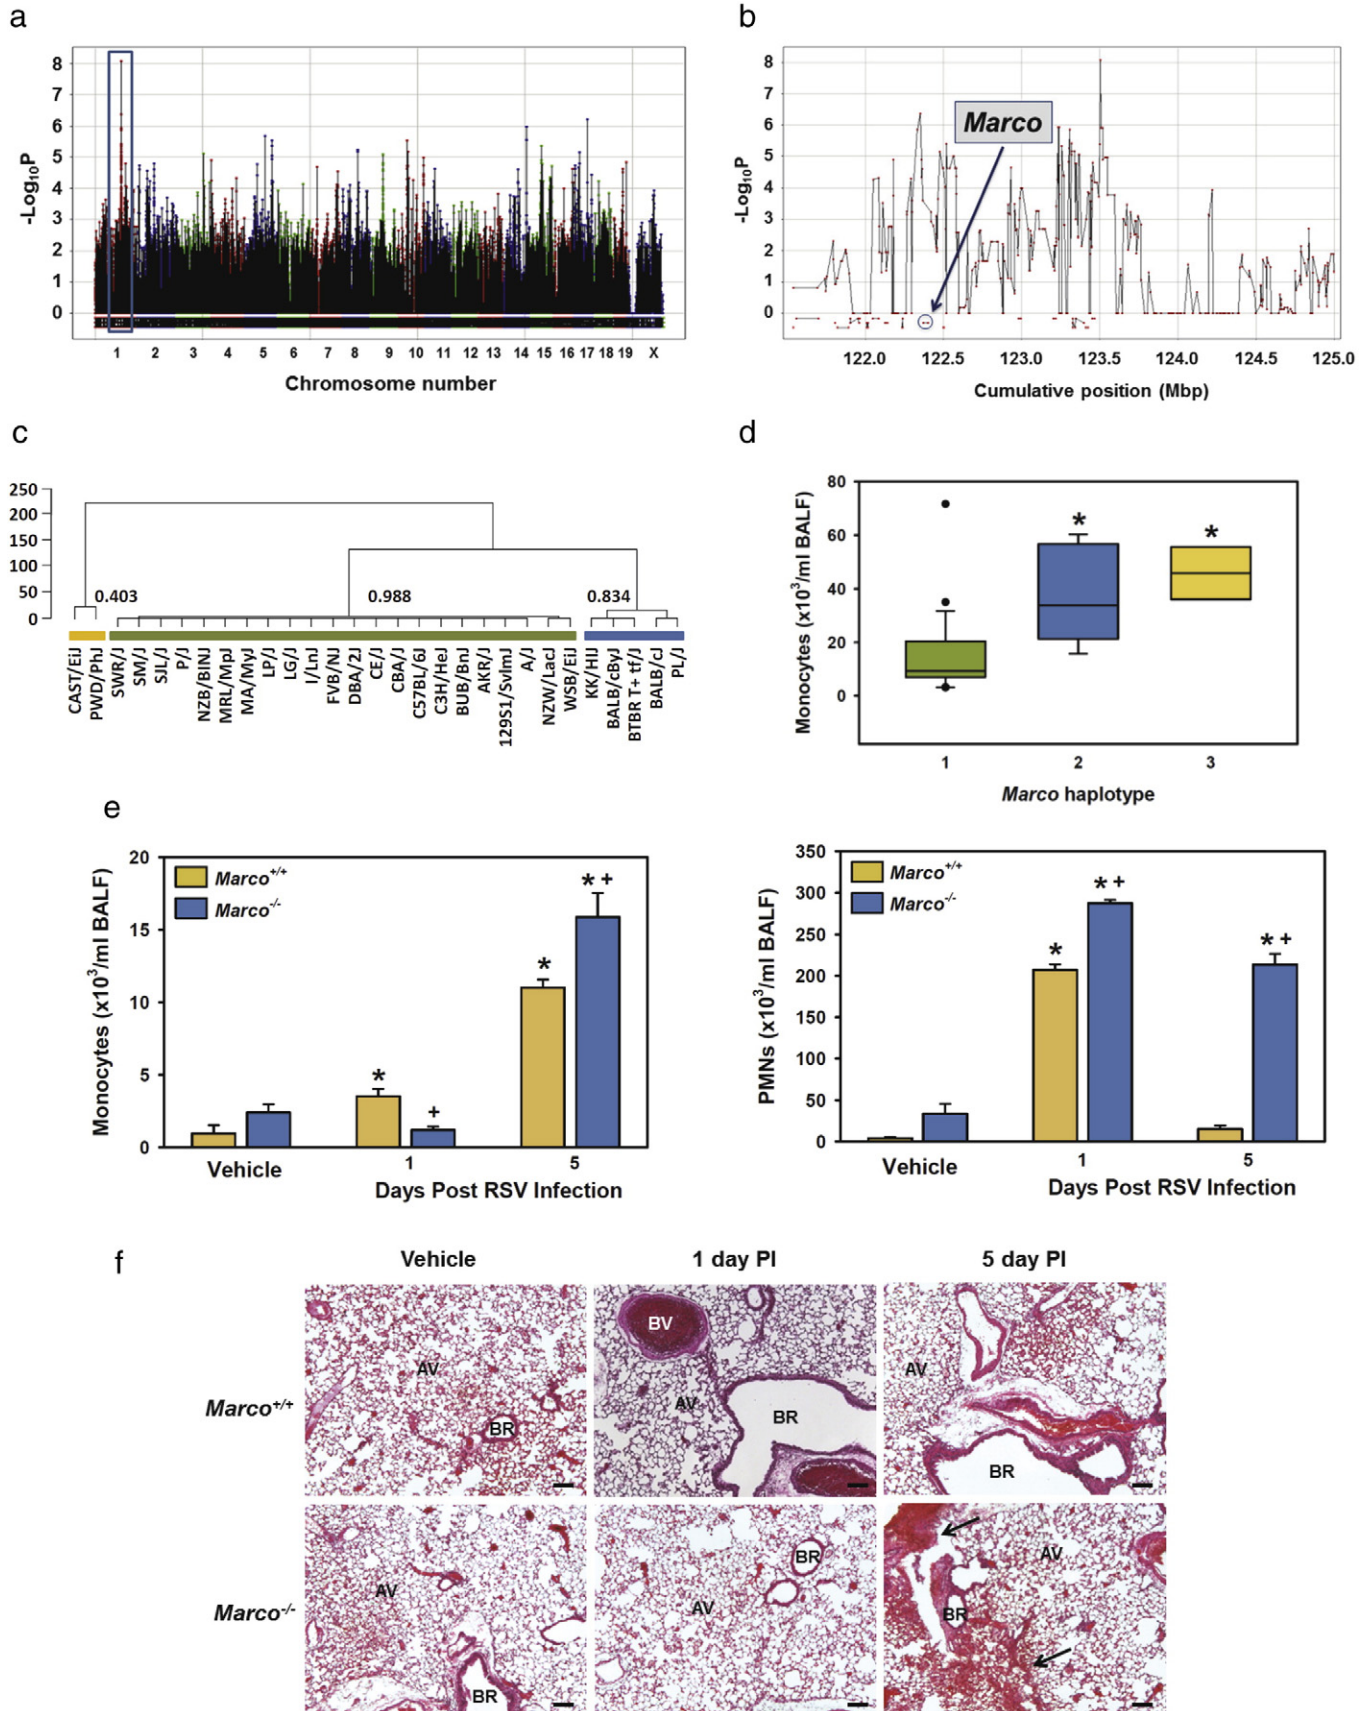 a
8
7
6
5
4
3
2
1
0
-Log10P
1 2 3 4 5 6 7 8 9 10 11 12 13 14 15 16 17 18 19 X
Chromosome number
b
8
7
6
5
4
3
2
1
0
-Log10P
Marco
122.0 122.5 123.0 123.5 124.0 124.5 125.0
Cumulative position (Mbp)
c
250
200
150
100
50
0
0.403 0.988 0.834
CAST/EiJ
PWD/PhJ
SWR/J
SM/J
SJL/J
P/J
NZB/BINJ
MRL/MpJ
MA/MyJ
LP/J
LG/J
I/LnJ
FVB/NJ
DBA/2J
CE/J
CBA/J
C57BL/6J
C3H/HeJ
BUB/BnJ
AKR/J
129S1/SvImJ
A/J
NZW/LacJ
WSB/EiJ
KK/HIJ
BALB/cByJ
BTBR T+ tf/J
BALB/cJ
PL/J
d
80
60
40
20
0
Monocytes (x10³/ml BALF)
* *
1 2 3
Marco haplotype
e
20
15
10
5
0
Monocytes (x10³/ml BALF)
Marco+/+
Marco-/-
* + * * +
Vehicle 1 5
Days Post RSV Infection
350
300
250
200
150
100
50
0
PMNs (x10³/ml BALF)
Marco+/+
Marco-/-
* * + * +
Vehicle 1 5
Days Post RSV Infection
f
Vehicle 1 day PI 5 day PI
Marco+/+
AV BR
BV AV BR
AV BR
Marco-/-
AV BR
AV BR
AV BR